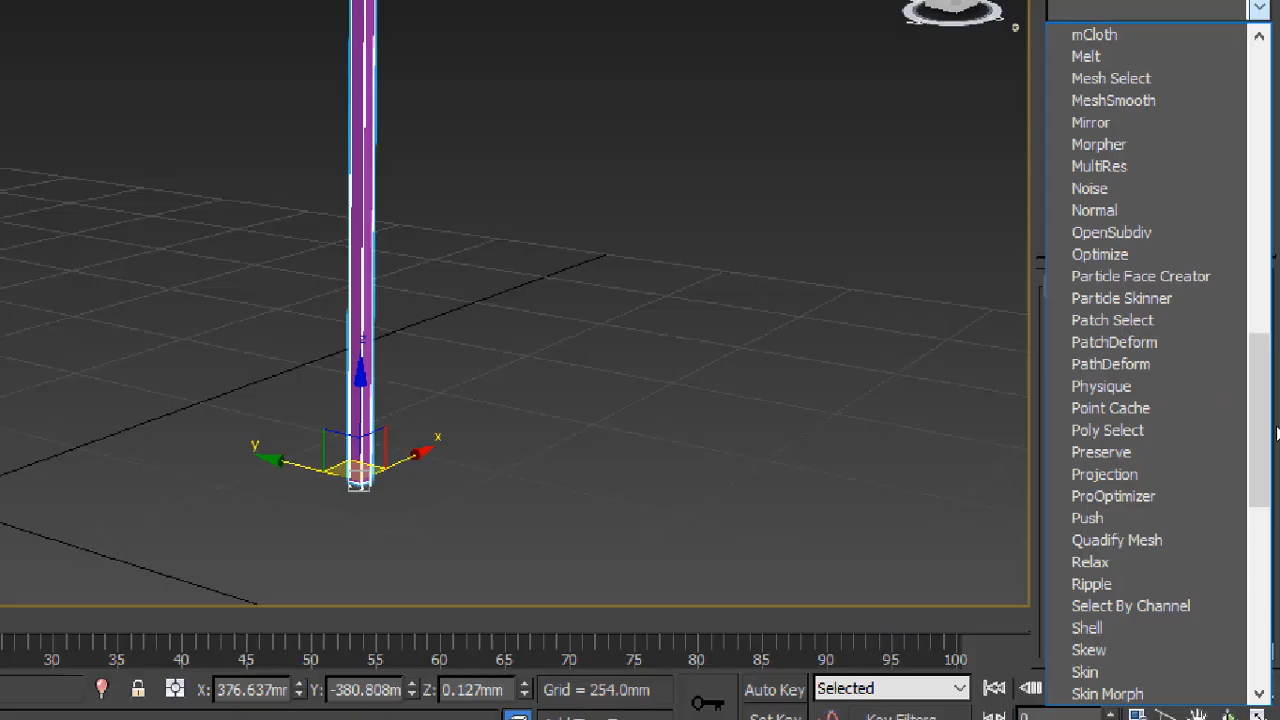 mCloth
Melt
Mesh Select
MeshSmooth
Mirror
Morpher
MultiRes
Noise
Normal
OpenSubdiv
Optimize
Particle Face Creator
Particle Skinner
Patch Select
PatchDeform
PathDeform
Physique
Point Cache
Poly Select
Preserve
Projection
ProOptimizer
Push
Quadify Mesh
Relax
Ripple
Select By Channel
Shell
Skew
Skin
Skin Morph
z
x
y
30 35 40 45 50 55 60 65 70 75 80 85 90 95 100
X: 376.637mr Y: -380.808m Z: 0.127mm Grid = 254.0mm Auto Key Selected
Set Key Key Filters... 0